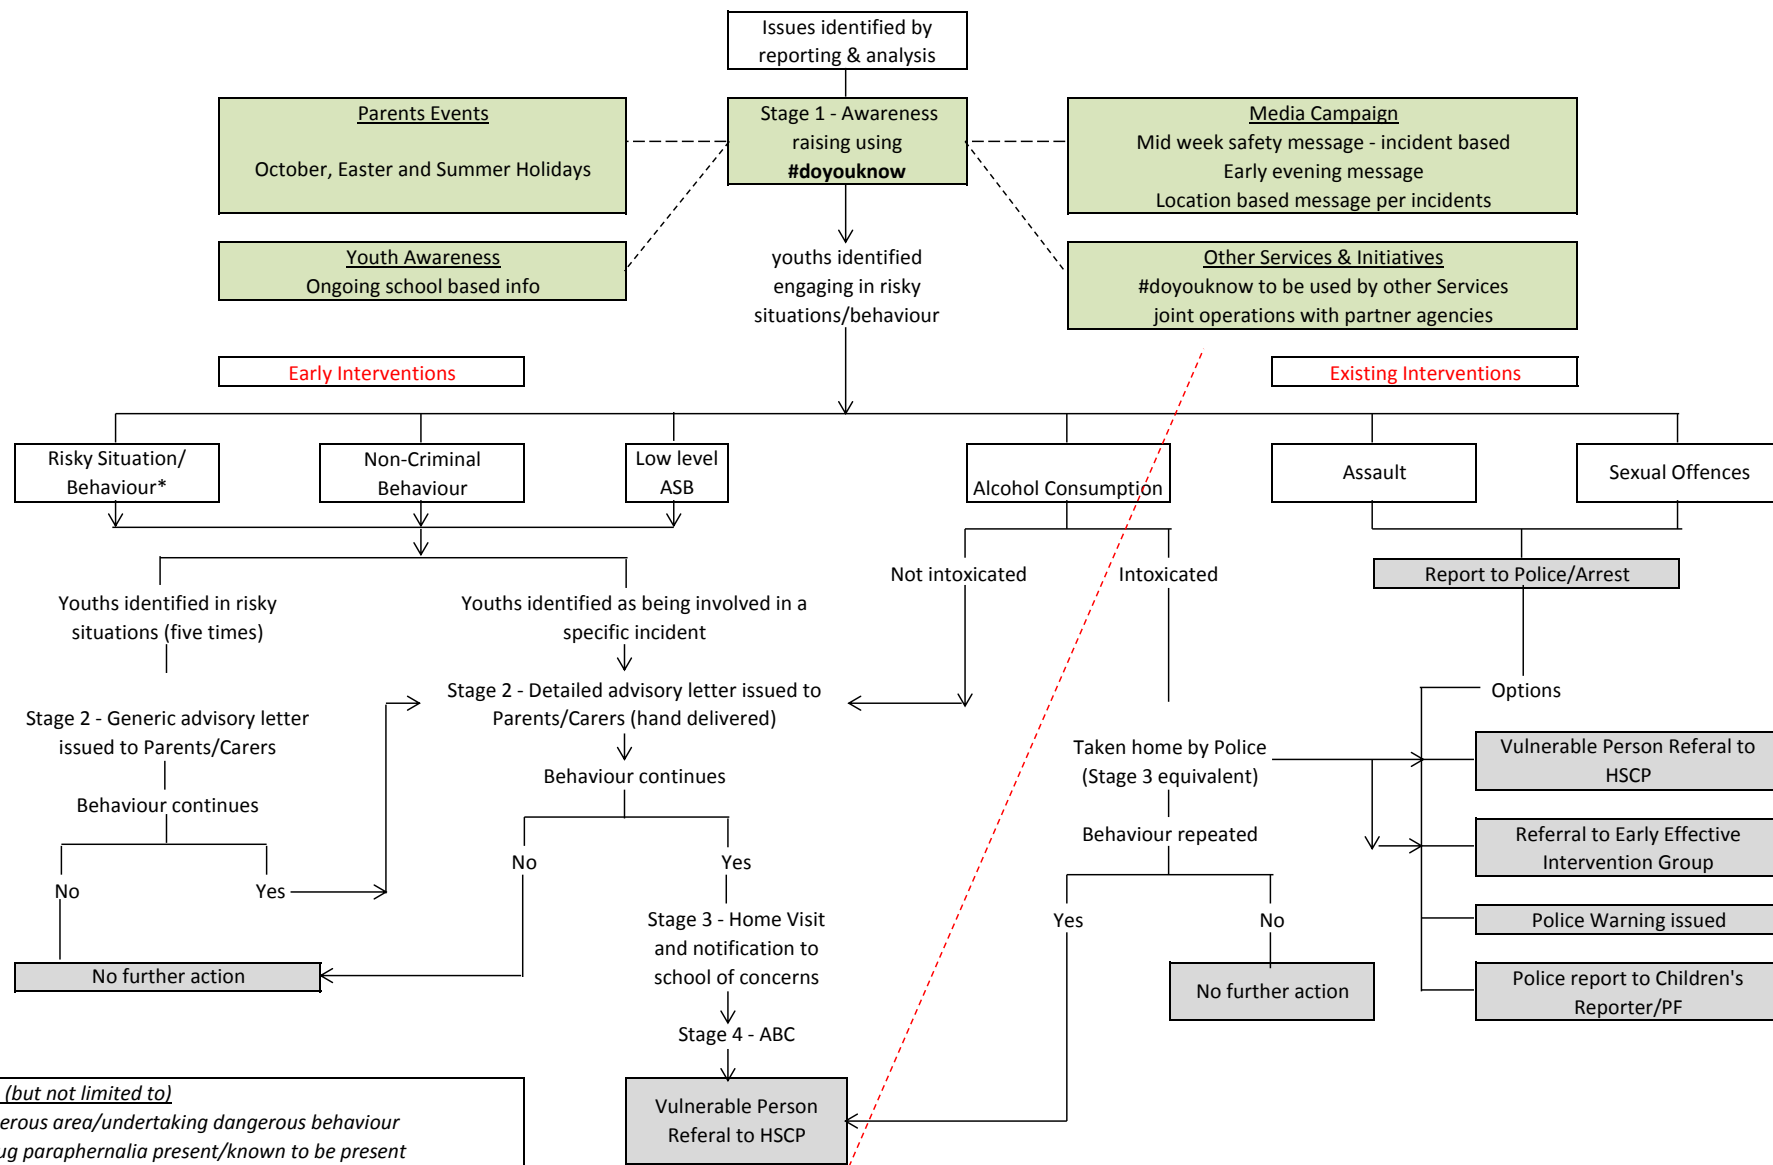 Issues identified by
reporting & analysis
Parents Events
October, Easter and Summer Holidays
Stage 1 - Awareness
raising using
#doyouknow
Media Campaign
Mid week safety message - incident based
Early evening message
Location based message per incidents
Youth Awareness
Ongoing school based info
youths identified
engaging in risky
situations/behaviour
Other Services & Initiatives
#doyouknow to be used by other Services
joint operations with partner agencies
Early Interventions
Existing Interventions
Risky Situation/
Behaviour*
Non-Criminal
Behaviour
Low level
ASB
Alcohol Consumption
Assault
Sexual Offences
Not intoxicated
Intoxicated
Report to Police/Arrest
Youths identified in risky
situations (five times)
Youths identified as being involved in a
specific incident
Stage 2 - Generic advisory letter
issued to Parents/Carers
Stage 2 - Detailed advisory letter issued to
Parents/Carers (hand delivered)
Options
Taken home by Police
(Stage 3 equivalent)
Vulnerable Person Referal to
HSCP
Behaviour continues
Behaviour continues
Behaviour repeated
Referral to Early Effective
Intervention Group
No
Yes
No
Yes
Yes
No
Stage 3 - Home Visit
and notification to
school of concerns
Police Warning issued
No further action
No further action
Police report to Children's
Reporter/PF
Stage 4 - ABC
Vulnerable Person
Referral to HSCP
(but not limited to)
erous area/undertaking dangerous behaviour
ug paraphernalia present/known to be present